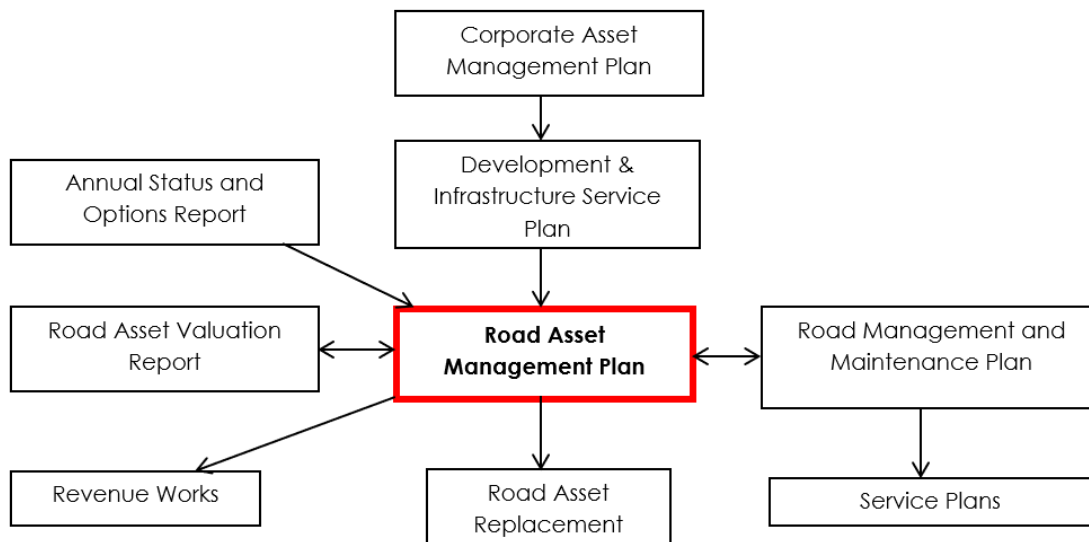 Corporate Asset
Management Plan
Annual Status and
Options Report
Development &
Infrastructure Service
Plan
Road Asset Valuation
Report
Road Asset
Management Plan
Road Management and
Maintenance Plan
Revenue Works
Road Asset
Replacement
Service Plans